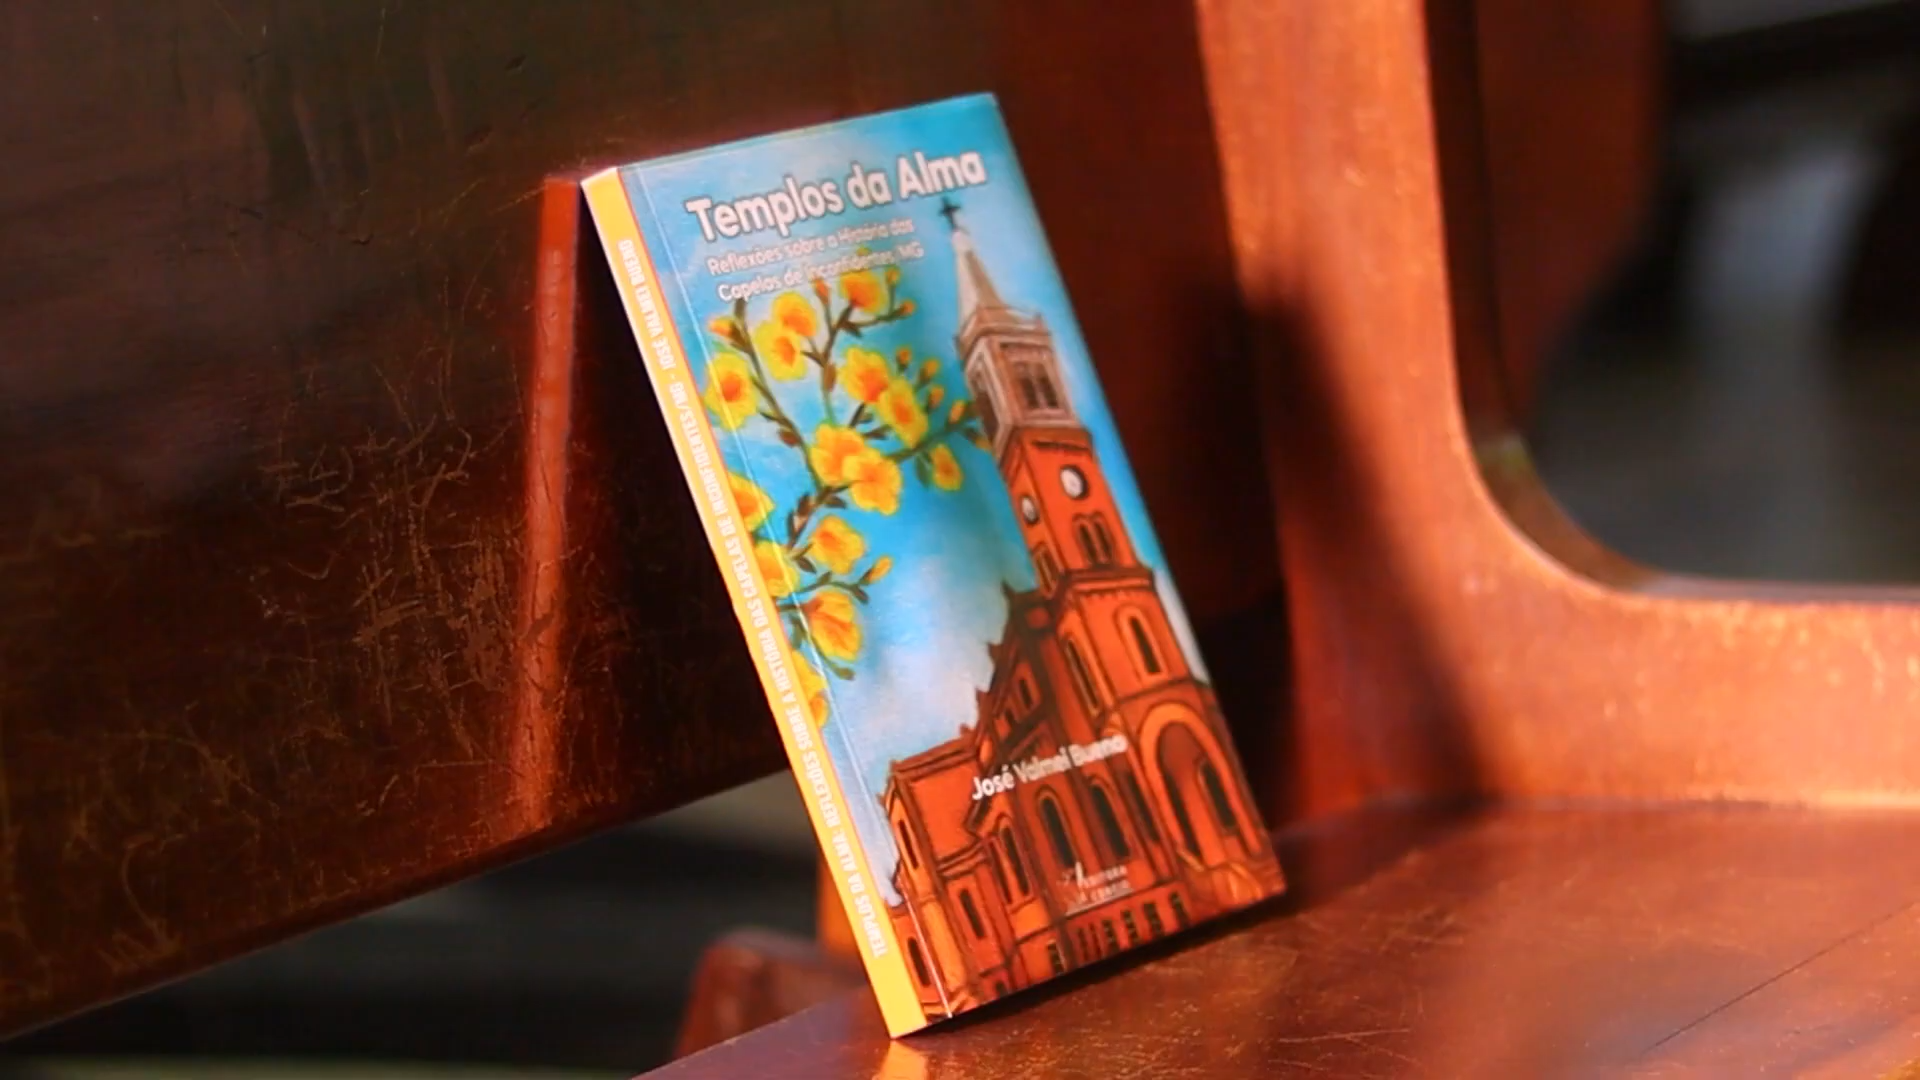 Templos da Alma
Reflexões sobre a História das
Capelas de Inconfidentes, MG
José Valmei Bueno
EDITORA
TEMPLOS DA ALMA: REFLEXÕES SOBRE A HISTÓRIA DAS CAPELAS DE INCONFIDENTES/MG - JOSÉ VALMEI BUENO